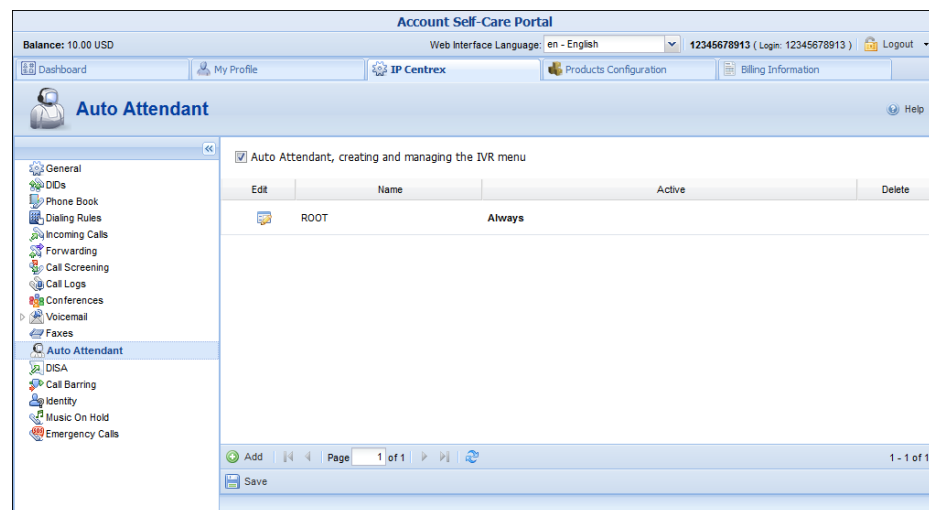 Account Self-Care Portal
Balance: 10.00 USD Web Interface Language: en - English 12345678913 ( Login: 12345678913 ) Logout
Dashboard My Profile IP Centrex Products Configuration Billing Information
Auto Attendant Help
Auto Attendant, creating and managing the IVR menu
Edit Name Active Delete
ROOT Always
General
DIDs
Phone Book
Dialing Rules
Incoming Calls
Forwarding
Call Screening
Call Logs
Conferences
Voicemail
Faxes
Auto Attendant
DISA
Call Barring
Identity
Music On Hold
Emergency Calls
Add Page 1 of 1 1 - 1 of 1
Save